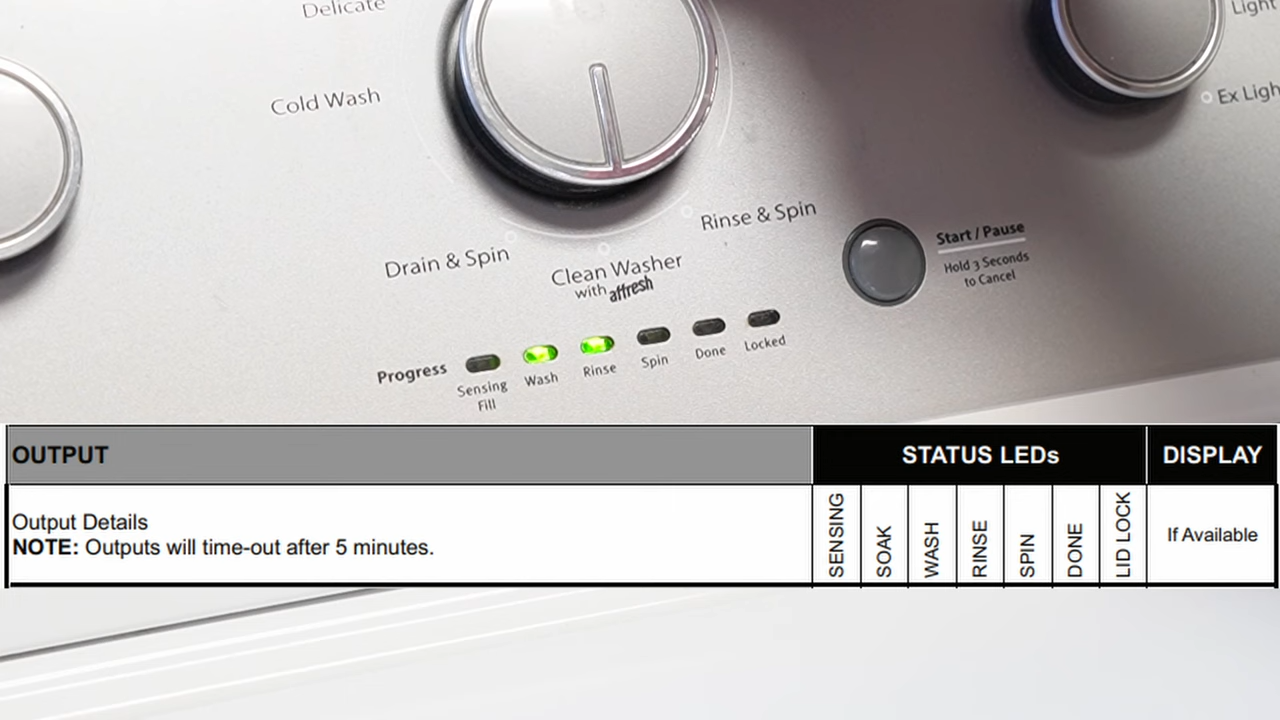 Delicate
Light
Cold Wash
Ex Ligh
Rinse & Spin
Start / Pause
Hold 3 Seconds
to Cancel
Drain & Spin
Clean Washer
with affresh
Progress
Sensing
Fill
Wash
Rinse
Spin
Done
Locked
OUTPUT
STATUS LEDs
DISPLAY
Output Details
NOTE: Outputs will time-out after 5 minutes.
SENSING
SOAK
WASH
RINSE
SPIN
DONE
LID LOCK
If Available